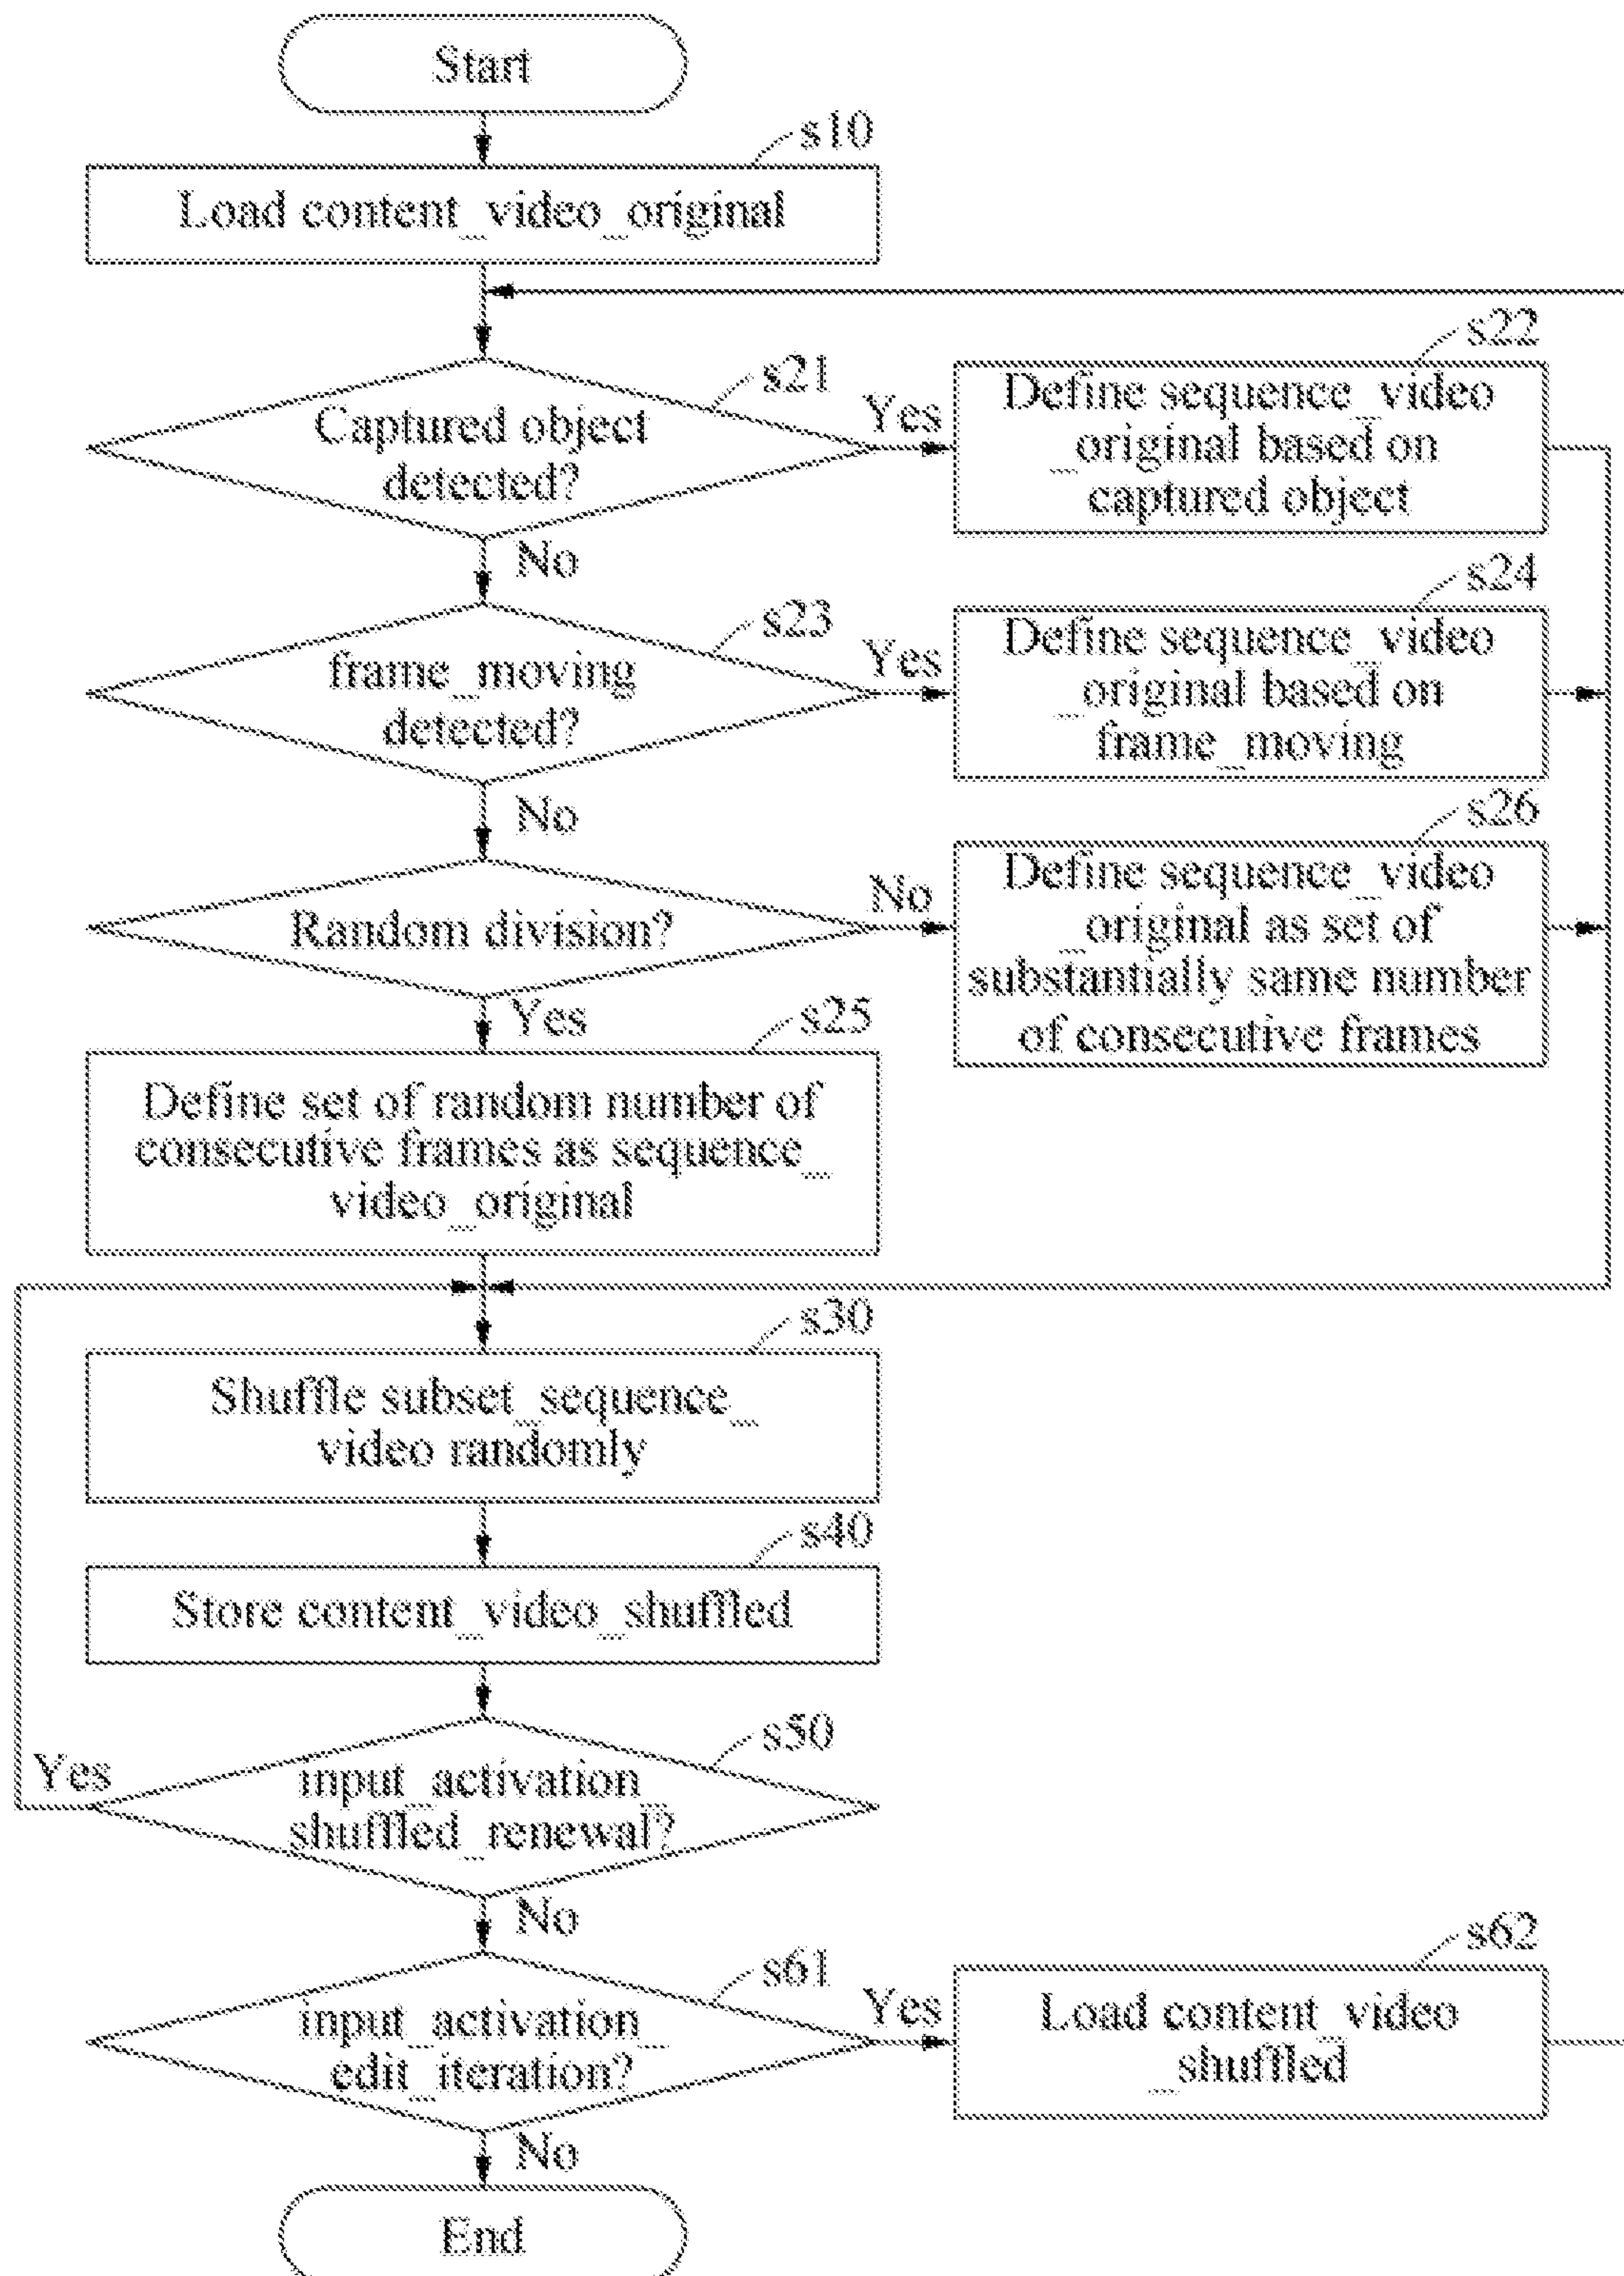 Start
s10
Load content_video_original
s21
Captured object
detected?
Yes
s22
Define sequence_video
_original based on
captured object
No
s23
frame_moving
detected?
Yes
s24
Define sequence_video
_original based on
frame_moving
No
Random division?
No
s26
Define sequence_video
_original as set of
substantially same number
of consecutive frames
Yes
s25
Define set of random number of
consecutive frames as sequence_
video_original
s30
Shuffle subset_sequence_
video randomly
s40
Store content_video_shuffled
s50
input_activation_
shuffled_renewal?
Yes
No
s61
input_activation_
edit_iteration?
Yes
s62
Load content_video
_shuffled
No
End